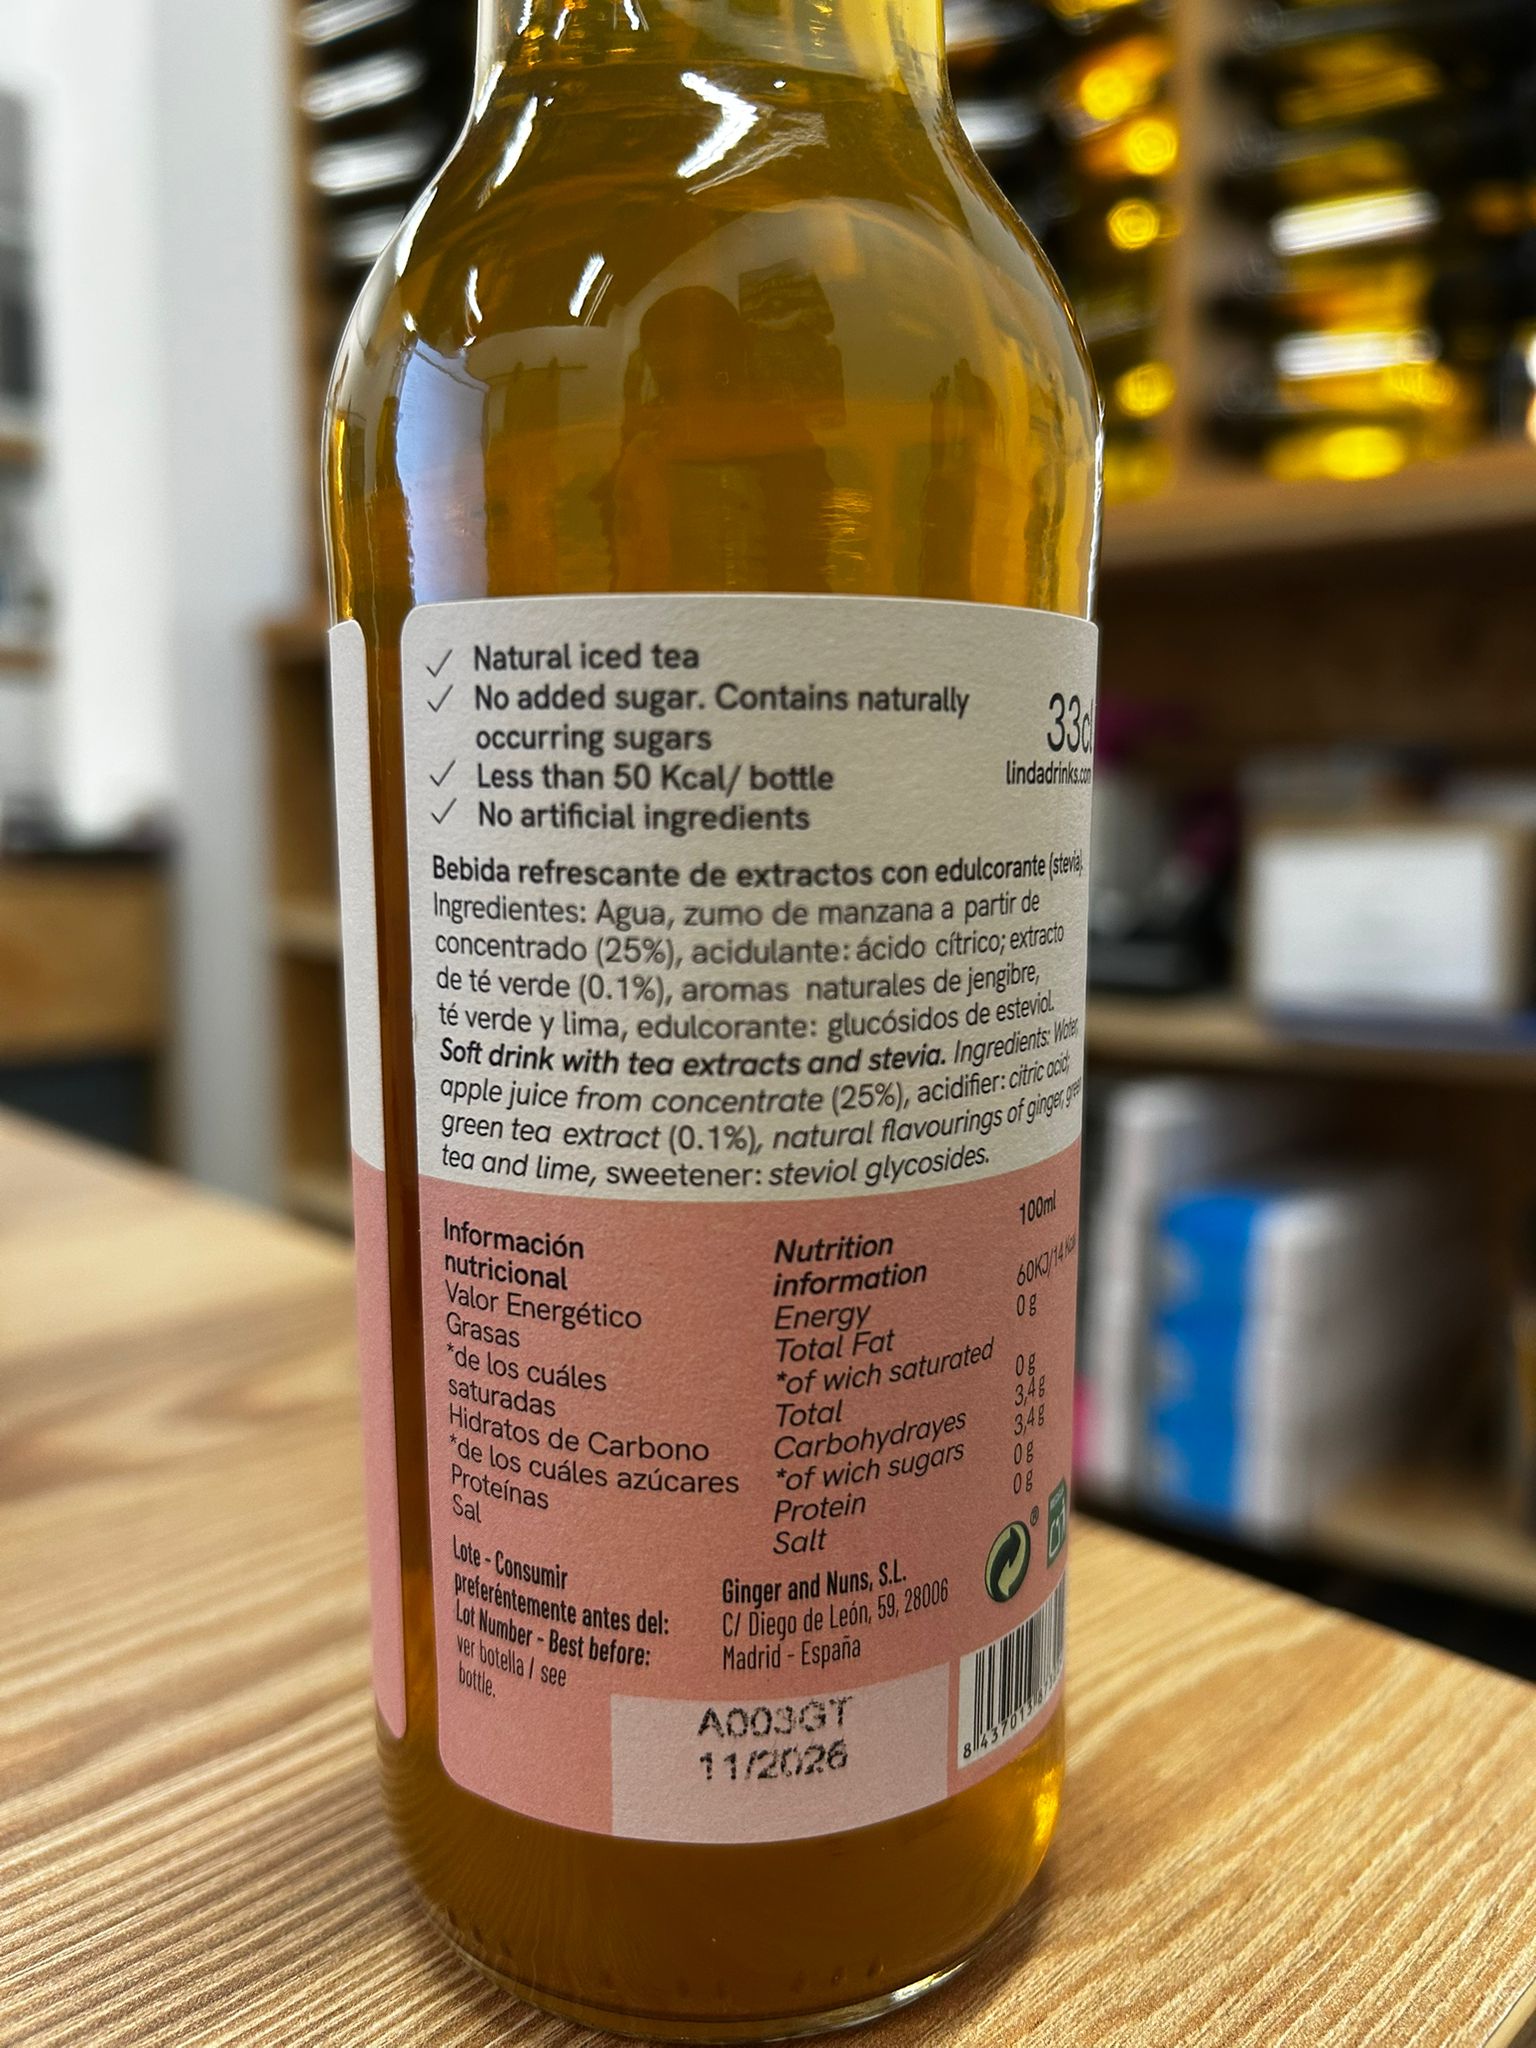 Natural iced tea
No added sugar. Contains naturally
occurring sugars
Less than 50 Kcal/ bottle
No artificial ingredients
33cl
lindadrinks.com
Bebida refrescante de extractos con edulcorante (stevia).
Ingredientes: Agua, zumo de manzana a partir de
concentrado (25%), acidulante: ácido cítrico; extracto
de té verde (0.1%), aromas naturales de jengibre,
té verde y lima, edulcorante: glucósidos de esteviol.
Soft drink with tea extracts and stevia. Ingredients: Water,
apple juice from concentrate (25%), acidifier: citric acid;
green tea extract (0.1%), natural flavourings of ginger, green
tea and lime, sweetener: steviol glycosides.
Información
nutricional
Valor Energético
Grasas
*de los cuáles
saturadas
Hidratos de Carbono
*de los cuáles azúcares
Proteínas
Sal
Nutrition
information
Energy
Total Fat
*of wich saturated
Total
Carbohydrayes
*of wich sugars
Protein
Salt
100ml
60KJ/14 Kcal
0 g
0 g
3,4 g
3,4 g
0 g
0 g
Lote - Consumir
preferéntemente antes del:
Lot Number - Best before:
ver botella / see
bottle.
Ginger and Nuns, S.L.
C/ Diego de León, 59, 28006
Madrid - España
®
A003GT
11/2026
8 437013